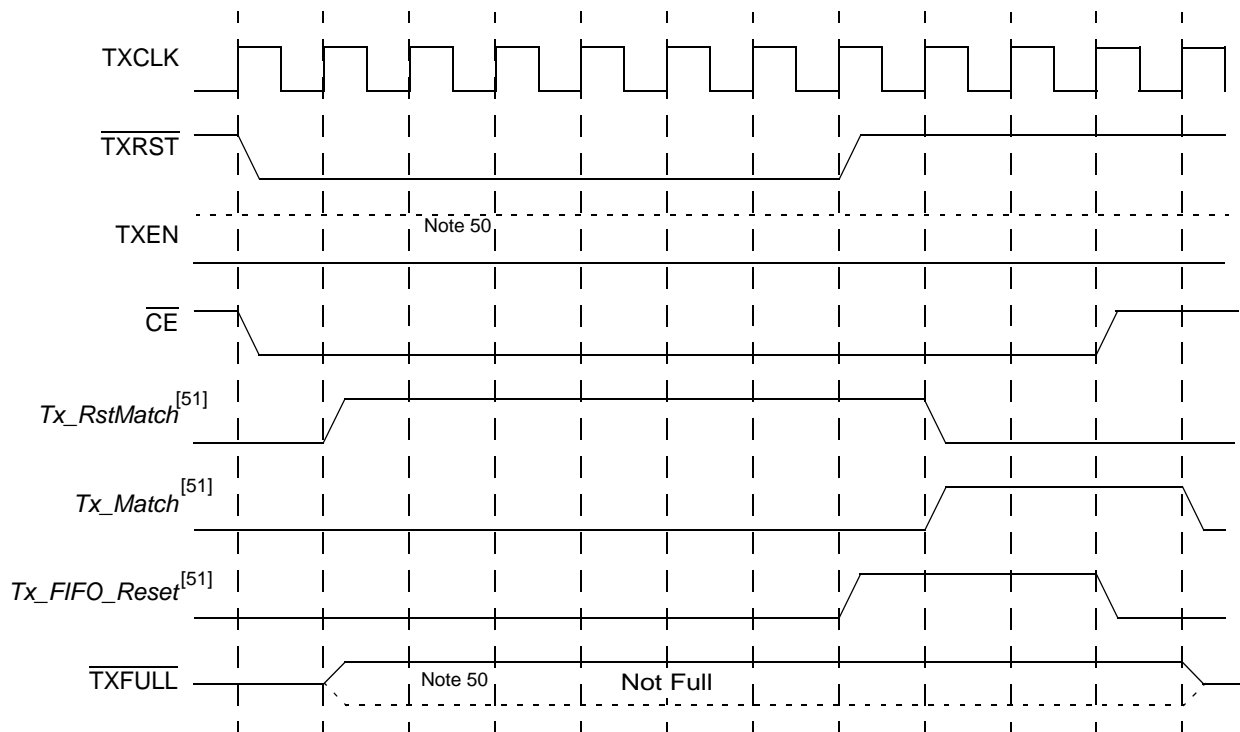 TXCLK
TXRST
TXEN
Note 50
CE
Tx_RstMatch[51]
Tx_Match[51]
Tx_FIFO_Reset[51]
TXFULL
Note 50
Not Full